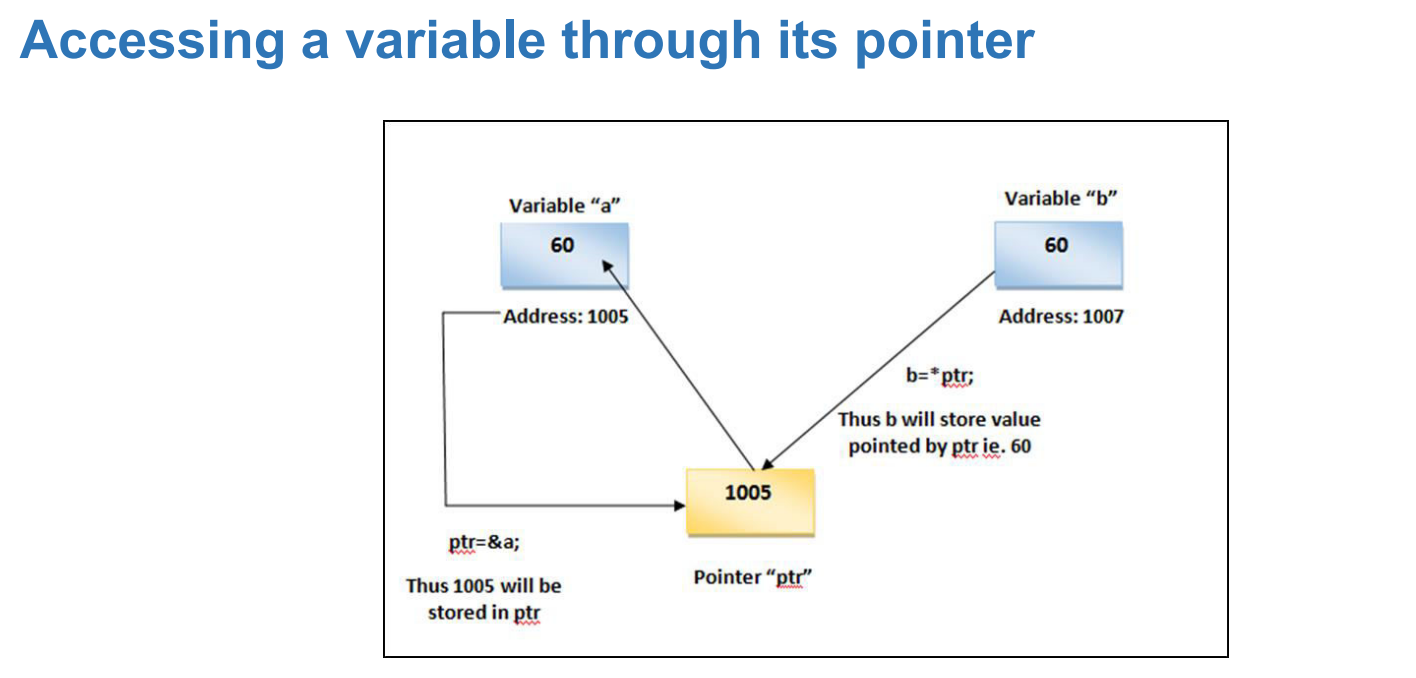 Accessing a variable through its pointer
Variable “a”
60
Address: 1005
Variable “b”
60
Address: 1007
b=*ptr;
Thus b will store value
pointed by ptr ie. 60
1005
Pointer “ptr”
ptr=&a;
Thus 1005 will be
stored in ptr